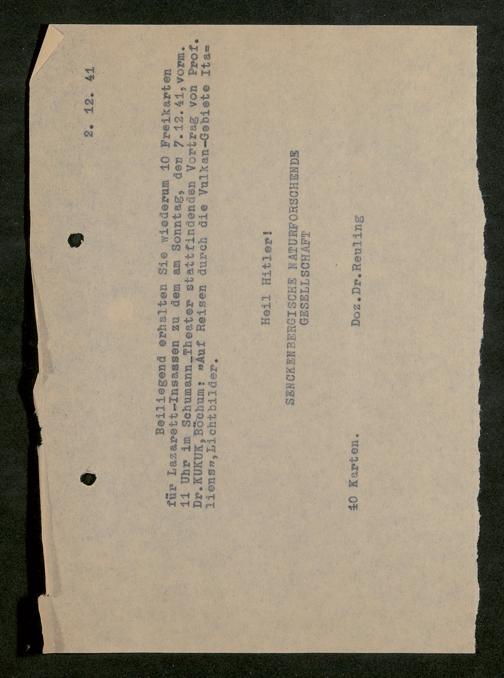 2. 12. 41
Beiliegend erhalten Sie wiederum 10 Freikarten
für Lazarett-Insassen zu dem am Sonntag, den 7.12.41,vorm.
11 Uhr im Schumann-Theater stattfindenden Vortrag von Prof.
Dr.KUKUK,Bochum: "Auf Reisen durch die Vulkan-Gebiete Ita=
liens",Lichtbilder.
Heil Hitler!
SENCKENBERGISCHE NATURFORSCHENDE
GESELLSCHAFT
Doz.Dr.Reuling
10 Karten.